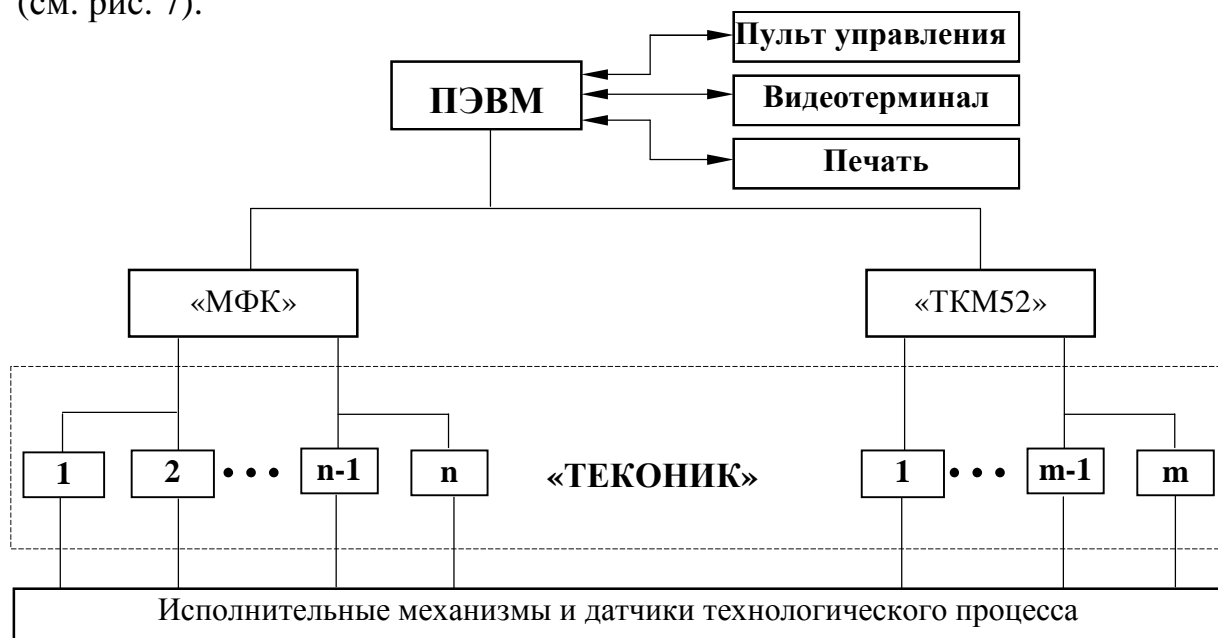 (см. рис. 7).
Пульт управления
ПЭВМ
Видеотерминал
Печать
«МФК»
«ТКМ52»
1
2
• • •
n-1
n
«ТЕКОНИК»
1
• • •
m-1
m
Исполнительные механизмы и датчики технологического процесса